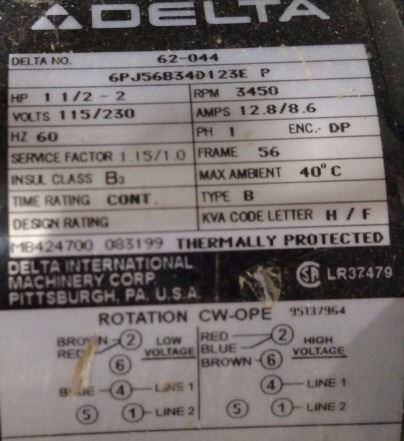 DELTA
DELTA NO. 62-044
6PJ56B34D123E P
HP 1 1/2 - 2 RPM 3450
VOLTS 115/230 AMPS 12.8/8.6
HZ 60 PH 1 ENC.- DP
SERVICE FACTOR 1.15/1.0 FRAME 56
INSUL CLASS B3 MAX AMBIENT 40°C
TIME RATING CONT. TYPE B
DESIGN RATING KVA CODE LETTER H / F
MB424700 083199 THERMALLY PROTECTED
DELTA INTERNATIONAL
MACHINERY CORP
PITTSBURGH, PA. U.S.A.
SA LR37479
ROTATION CW-OPE 95137964
BROWN 2 LOW VOLTAGE
RED
6
BLUE 4 LINE 1
5 1 LINE 2
RED 2 HIGH VOLTAGE
BLUE
BROWN 6
4 LINE 1
5 1 LINE 2